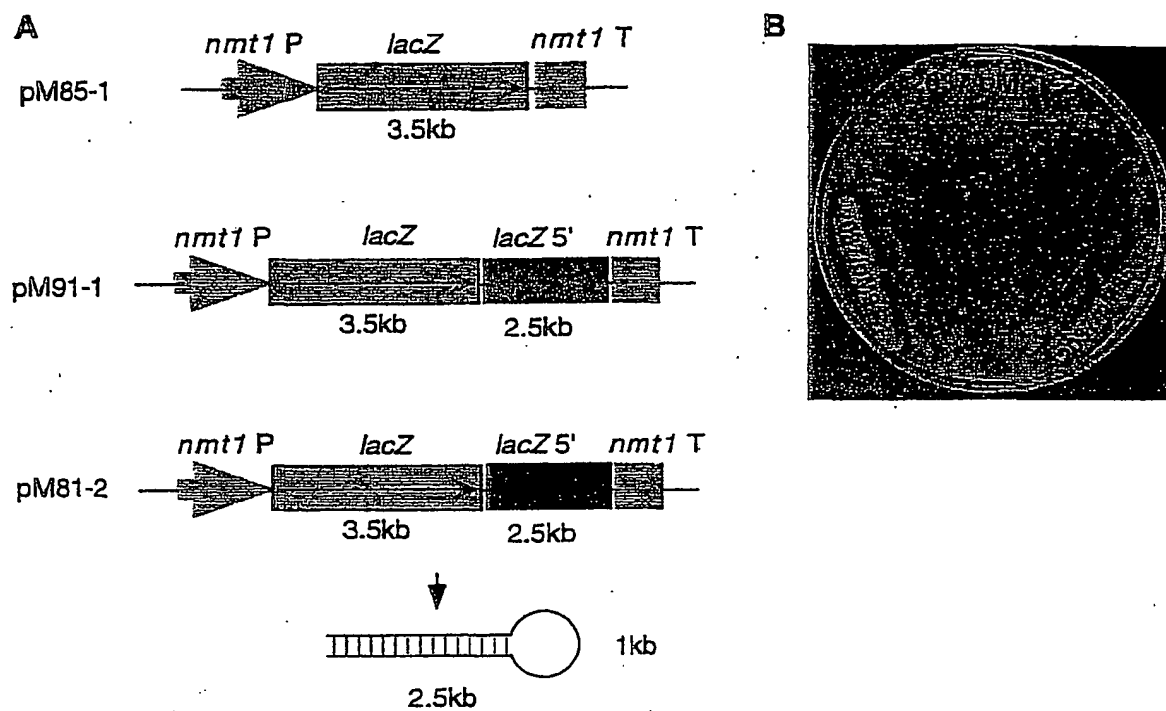 A
B
nmt1 P
lacZ
nmt1 T
pM85-1
3.5kb
nmt1 P
lacZ
lacZ 5'
nmt1 T
pM91-1
3.5kb
2.5kb
nmt1 P
lacZ
lacZ 5'
nmt1 T
pM81-2
3.5kb
2.5kb
1kb
2.5kb